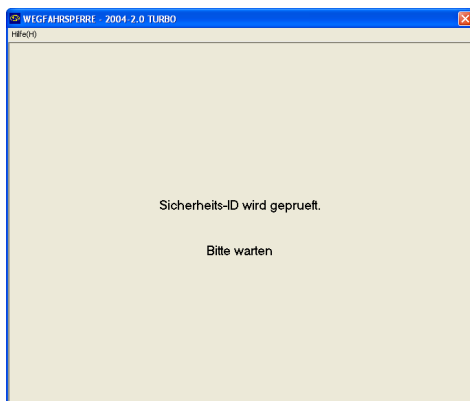 WEGFAHRSPERRE - 2004-2.0 TURBO
Hilfe(H)
Sicherheits-ID wird geprueft.
Bitte warten